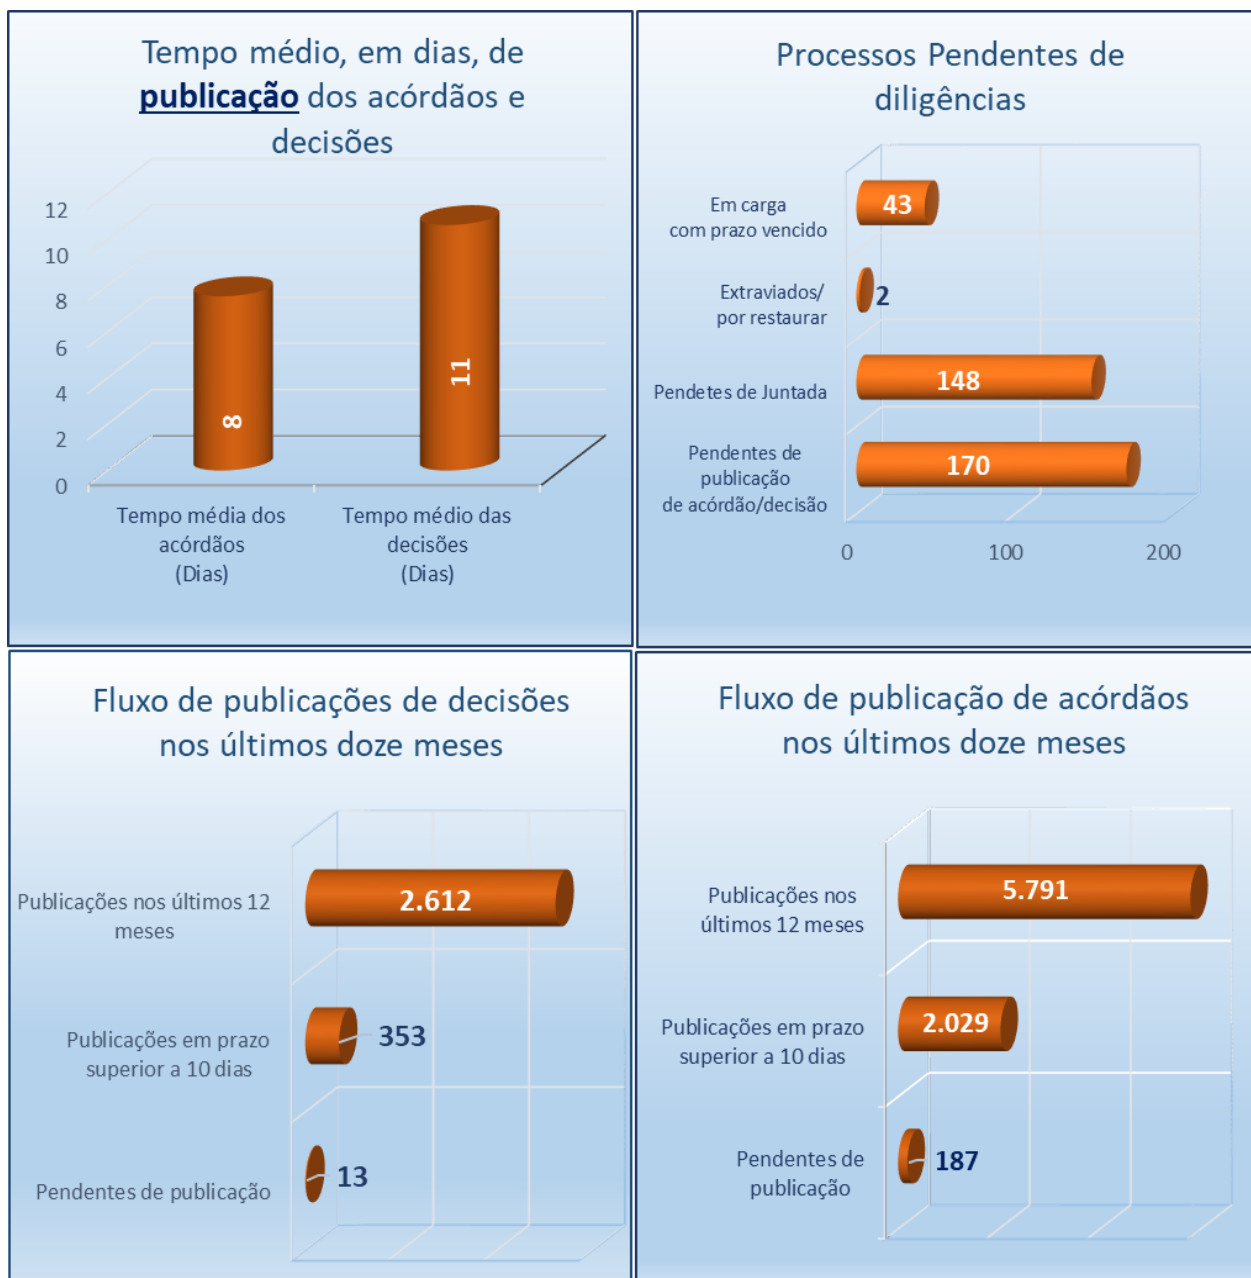 Tempo médio, em dias, de
publicação dos acórdãos e
decisões
12
10
8
6
4
2
0
8
11
Tempo média dos
acórdãos
(Dias)
Tempo médio das
decisões
(Dias)
Processos Pendentes de
diligências
Em carga
com prazo vencido
43
Extraviados/
por restaurar
2
Pendetes de Juntada
148
Pendentes de
publicação
de acórdão/decisão
170
0
100
200
Fluxo de publicações de decisões
nos últimos doze meses
Publicações nos últimos 12
meses
2.612
Publicações em prazo
superior a 10 dias
353
Pendentes de publicação
13
Fluxo de publicação de acórdãos
nos últimos doze meses
Publicações nos
últimos 12 meses
5.791
Publicações em prazo
superior a 10 dias
2.029
Pendentes de
publicação
187